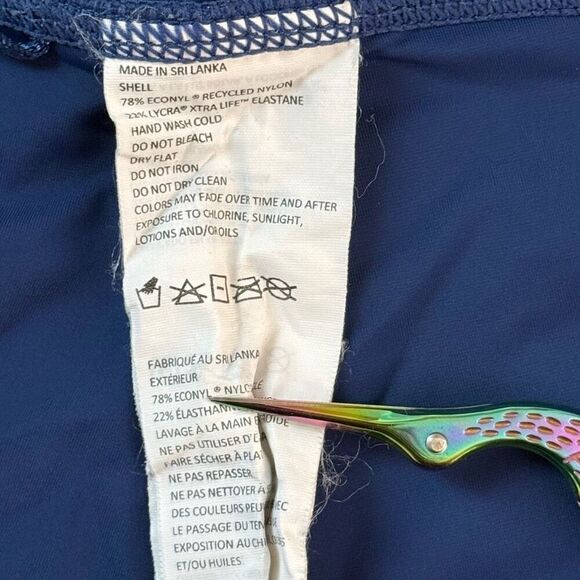 MADE IN SRI LANKA
SHELL
78% ECONYL® RECYCLED NYLON
22% LYCRA® XTRA LIFE™ ELASTANE
HAND WASH COLD
DO NOT BLEACH
DRY FLAT
DO NOT IRON
DO NOT DRY CLEAN
COLORS MAY FADE OVER TIME AND AFTER
EXPOSURE TO CHLORINE, SUNLIGHT,
LOTIONS AND/OR OILS
FABRIQUÉ AU SRI LANKA
EXTÉRIEUR
78% ECONYL®
22% ÉLASTHANNE
LAVAGE À LA MAIN FROIDE
NE PAS UTILISER
FAIRE SÉCHER À PLAT
NE PAS REPASSER
NE PAS NETTOYER À
DES COULEURS
LE PASSAGE DU
EXPOSITION AU
ET/OU HUILES